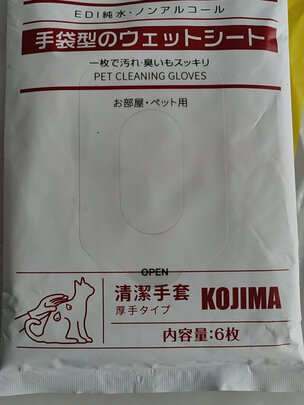 EDI純水・ノンアルコール
手袋型のウェットシート
一枚で汚れ・臭いもスッキリ
PET CLEANING GLOVES
お部屋・ペット用
OPEN
清潔手套
厚手タイプ
KOJIMA
内容量:6枚